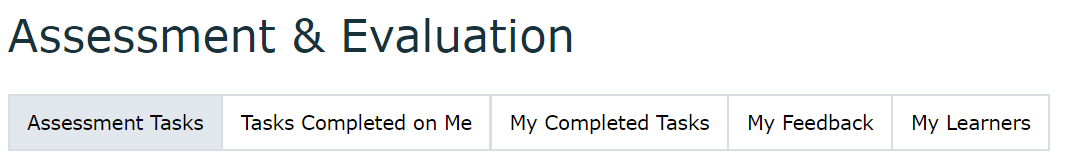 Assessment & Evaluation
Assessment Tasks Tasks Completed on Me My Completed Tasks My Feedback My Learners